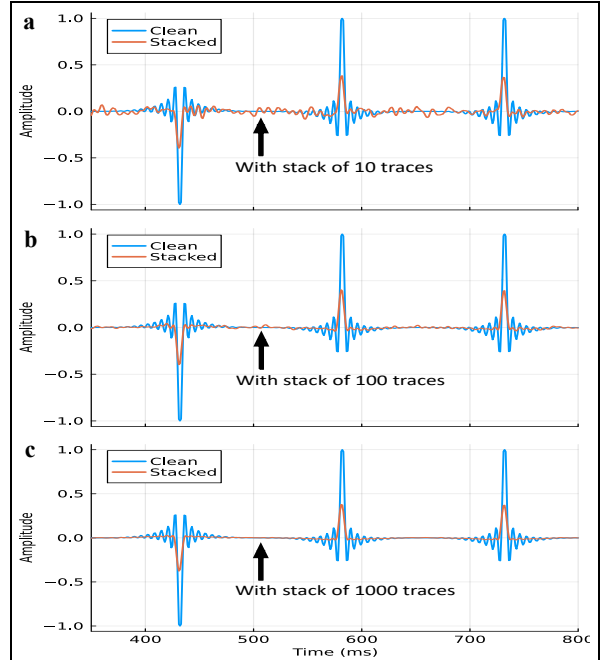 a
1.0
0.5
0.0
−0.5
−1.0
Amplitude
Clean
Stacked
With stack of 10 traces
b
1.0
0.5
0.0
−0.5
−1.0
Amplitude
Clean
Stacked
With stack of 100 traces
c
1.0
0.5
0.0
−0.5
−1.0
Amplitude
Clean
Stacked
With stack of 1000 traces
400 500 600 700 800
Time (ms)